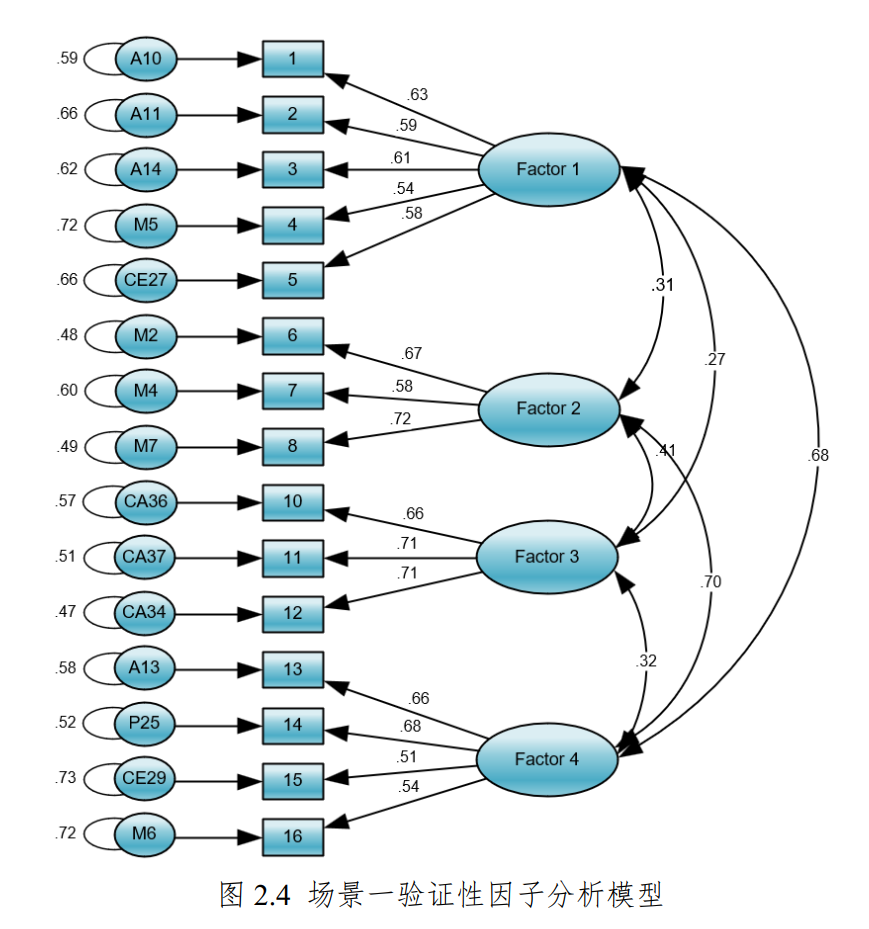 .59 A10 1
.63
.66 A11 2
.59
.62 A14 3 .61 Factor 1
.54
.72 M5 4
.58
.66 CE27 5
.31
.48 M2 6
.67
.27
.60 M4 7 .58 Factor 2
.72
.49 M7 8
.41 .68
.57 CA36 10
.66
.51 CA37 11 .71 Factor 3
.71
.70
.47 CA34 12
.32
.58 A13 13
.66
.52 P25 14 .68
.51 Factor 4
.73 CE29 15
.54
.72 M6 16
图 2.4 场景一验证性因子分析模型